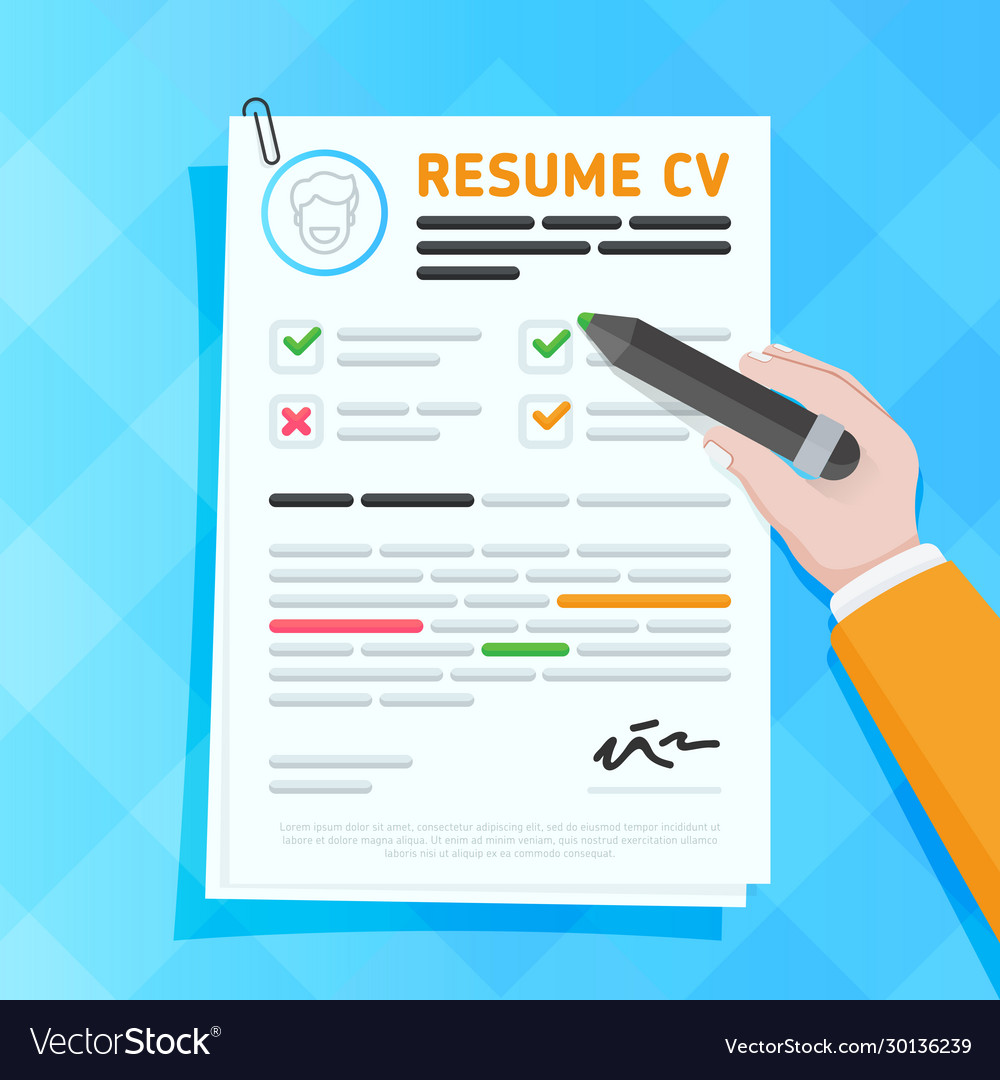 RESUME CV
Lorem ipsum dolor sit amet, consectetur adipiscing elit, sed do eiusmod tempor incididunt ut
labore et dolore magna aliqua. Ut enim ad minim veniam, quis nostrud exercitation ullamco
laboris nisi ut aliquip ex ea commodo consequat.
VectorStock®
VectorStock.com/30136239